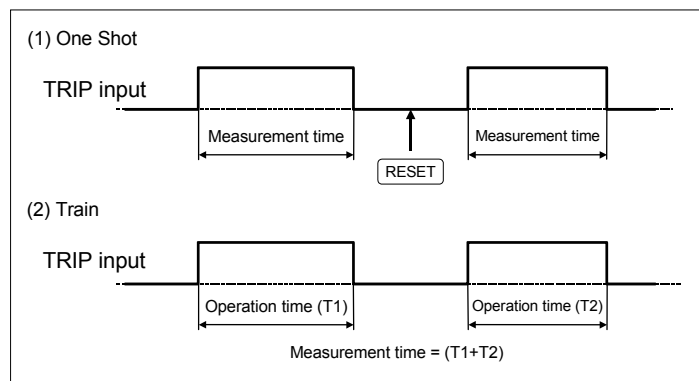 (1) One Shot
TRIP input
Measurement time
Measurement time
RESET
(2) Train
TRIP input
Operation time (T1)
Operation time (T2)
Measurement time = (T1+T2)